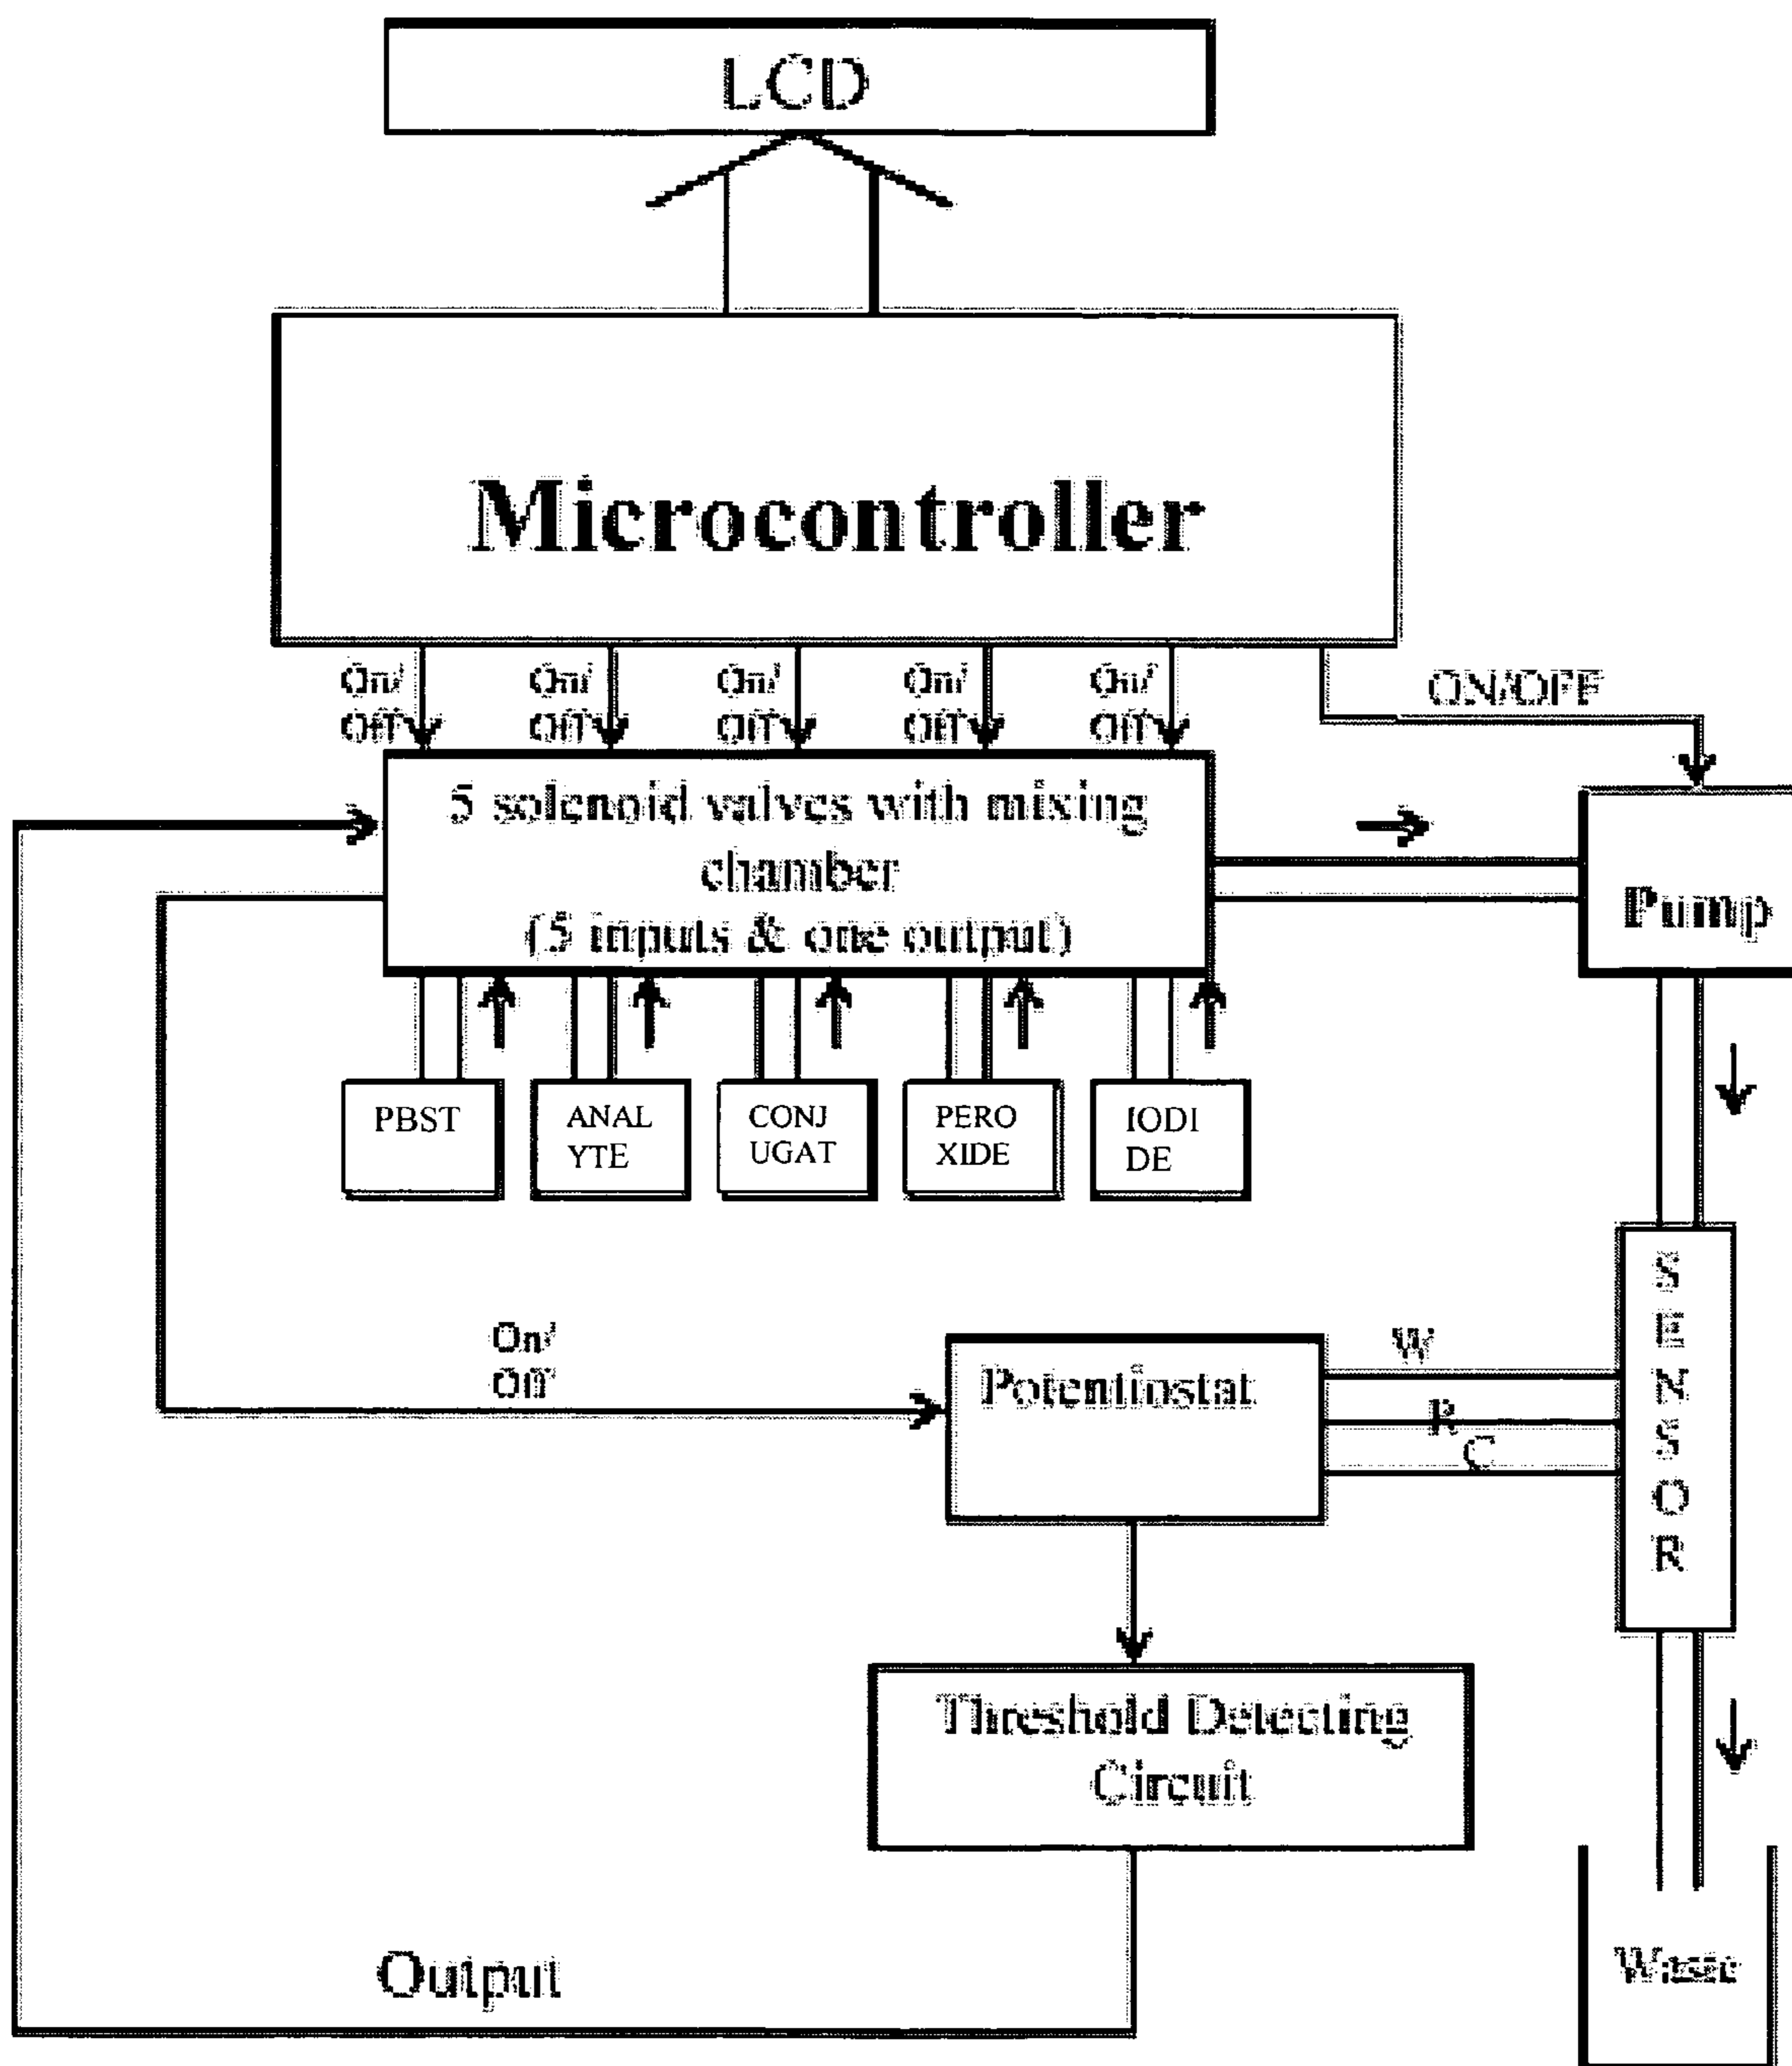 LCD
Microcontroller
On/ On/ On/ On/ On/
Off Off Off Off Off
ON/OFF
5 solenoid valves with mixing
chamber
(5 inputs & one output)
Pump
PBST
ANAL
YTE
CONJ
UGAT
PERO
XIDE
IODI
DE
On/
Off
Potentiostat
W
R
C
SENSOR
Threshold Detecting
Circuit
Output
Waste